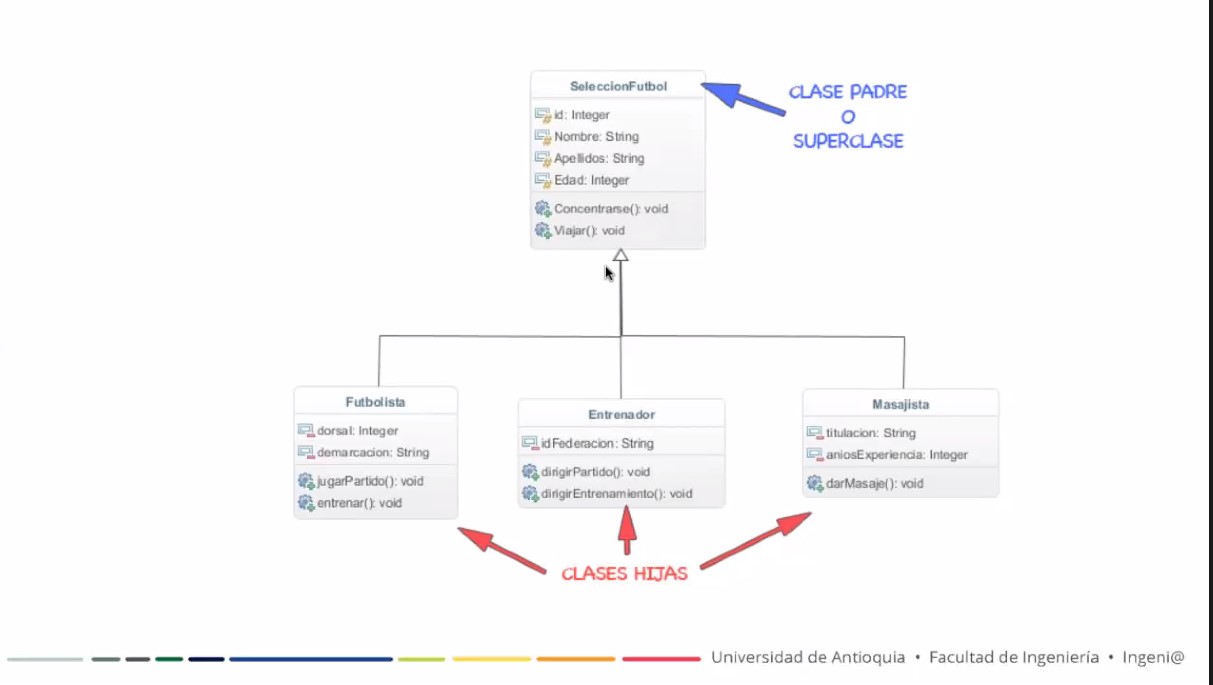 SeleccionFutbol
id: Integer
Nombre: String
Apellidos: String
Edad: Integer
Concentrarse(): void
Viajar(): void
CLASE PADRE
O
SUPERCLASE
Futbolista
dorsal: Integer
demarcacion: String
jugarPartido(): void
entrenar(): void
Entrenador
idFederacion: String
dirigirPartido(): void
dirigirEntrenamiento(): void
Masajista
titulacion: String
aniosExperiencia: Integer
darMasaje(): void
CLASES HIJAS
Universidad de Antioquia • Facultad de Ingeniería • Ingeni@